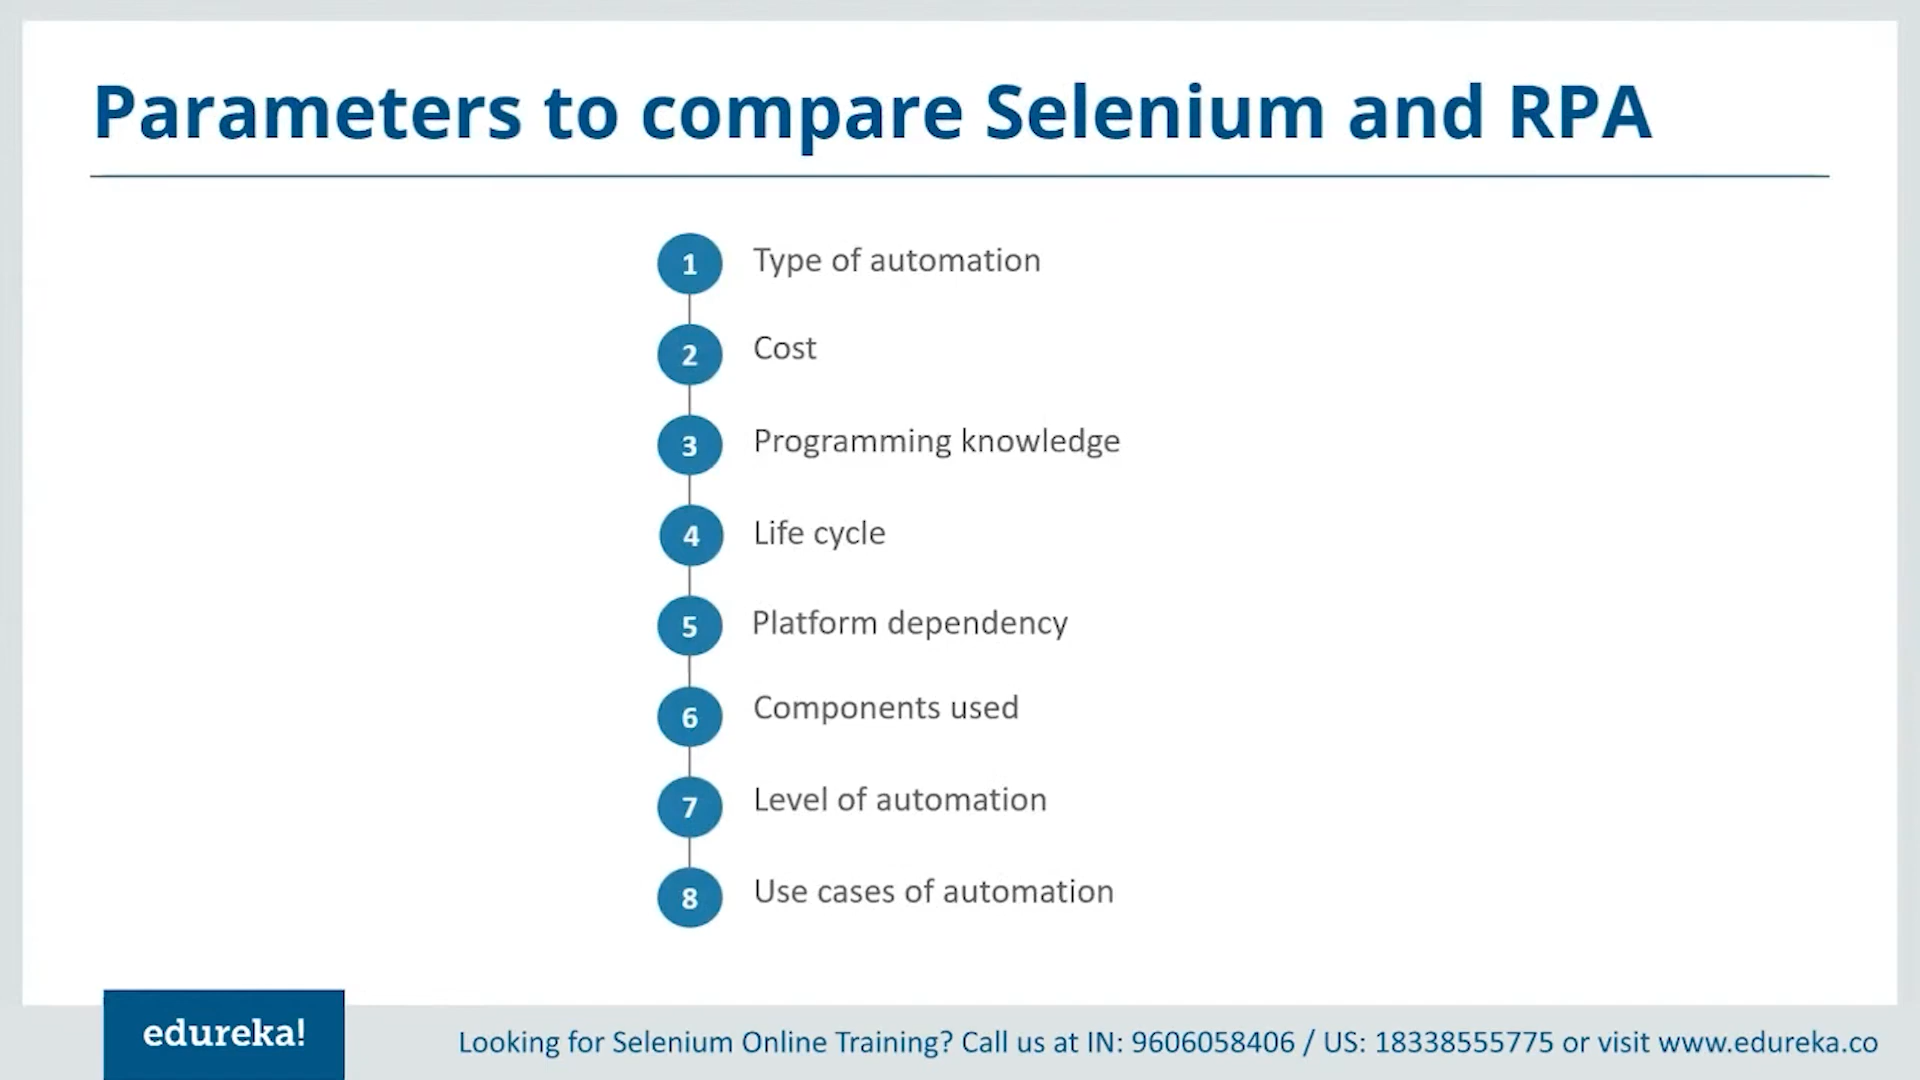 Parameters to compare Selenium and RPA
1 Type of automation
2 Cost
3 Programming knowledge
4 Life cycle
5 Platform dependency
6 Components used
7 Level of automation
8 Use cases of automation
edureka!
Looking for Selenium Online Training? Call us at IN: 9606058406 / US: 18338555775 or visit www.edureka.co